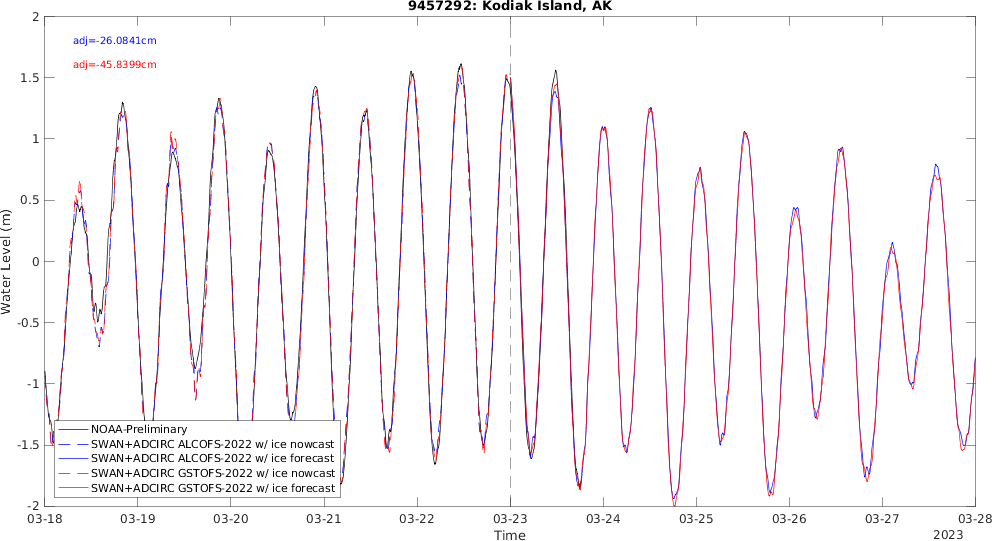 9457292: Kodiak Island, AK
adj=-26.0841cm
adj=-45.8399cm
Water Level (m)
2
1.5
1
0.5
0
-0.5
-1
-1.5
-2
NOAA-Preliminary
SWAN+ADCIRC ALCOFS-2022 w/ ice nowcast
SWAN+ADCIRC ALCOFS-2022 w/ ice forecast
SWAN+ADCIRC GSTOFS-2022 w/ ice nowcast
SWAN+ADCIRC GSTOFS-2022 w/ ice forecast
03-18 03-19 03-20 03-21 03-22 03-23 03-24 03-25 03-26 03-27 03-28
Time
2023